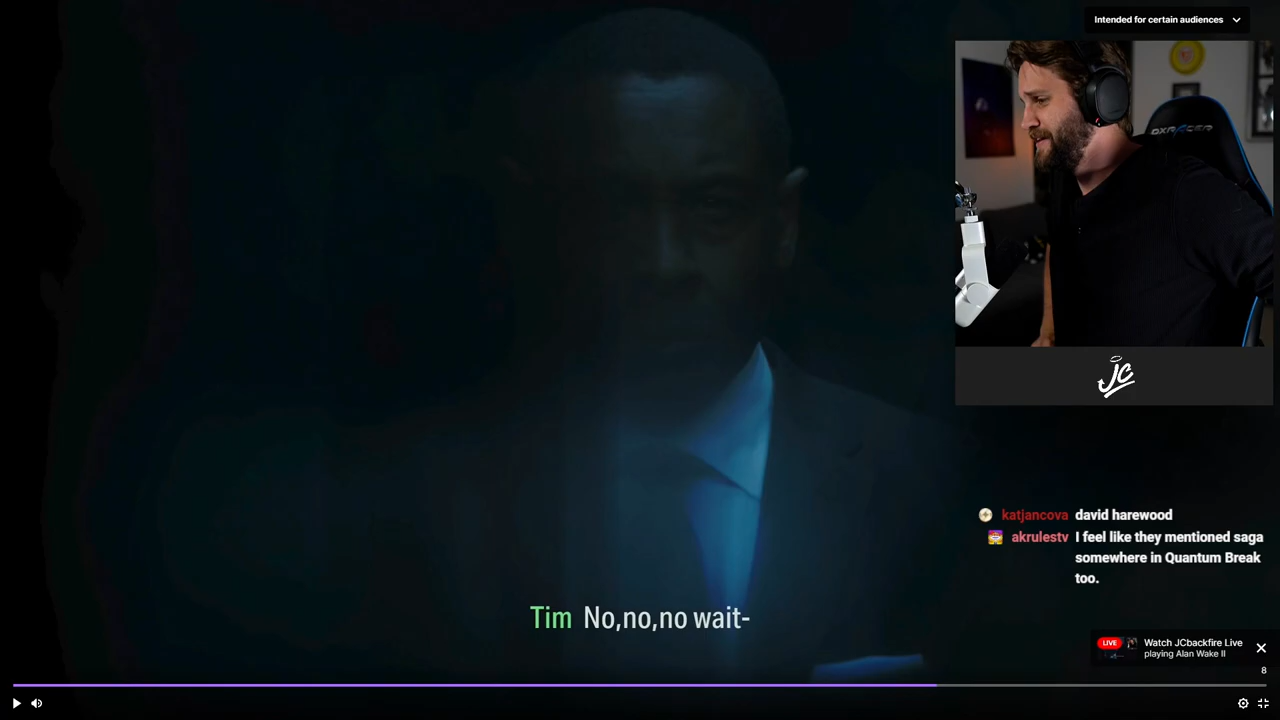 Intended for certain audiences
DXRACER
JC
katjancova david harewood
akrulestv I feel like they mentioned saga
somewhere in Quantum Break
too.
Tim No,no,no wait-
LIVE Watch JCbackfire Live
playing Alan Wake II
8